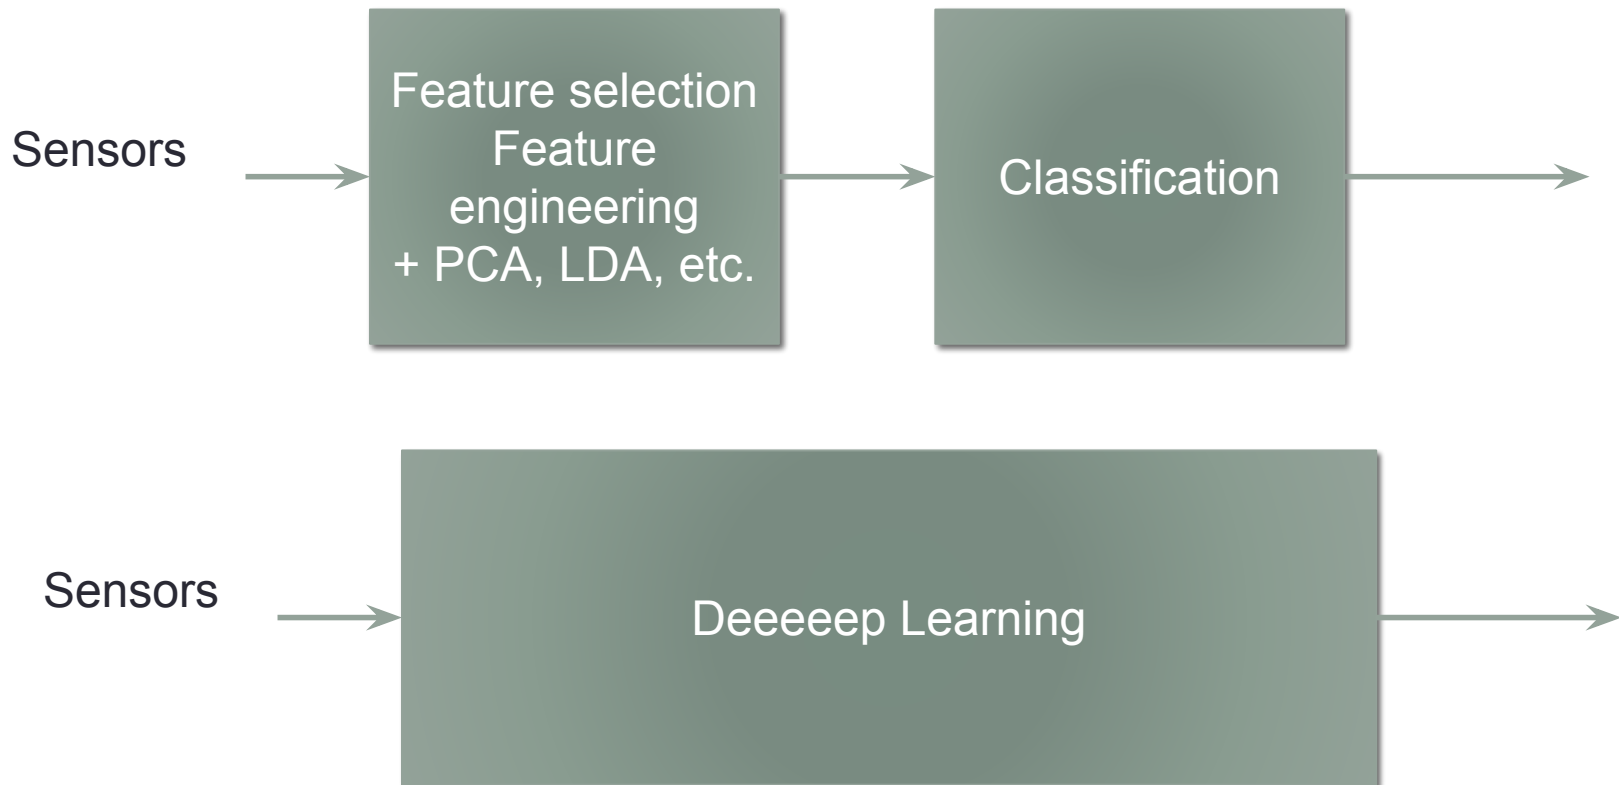 Sensors
Feature selection
Feature
engineering
+ PCA, LDA, etc.
Classification
Sensors
Deeeeep Learning